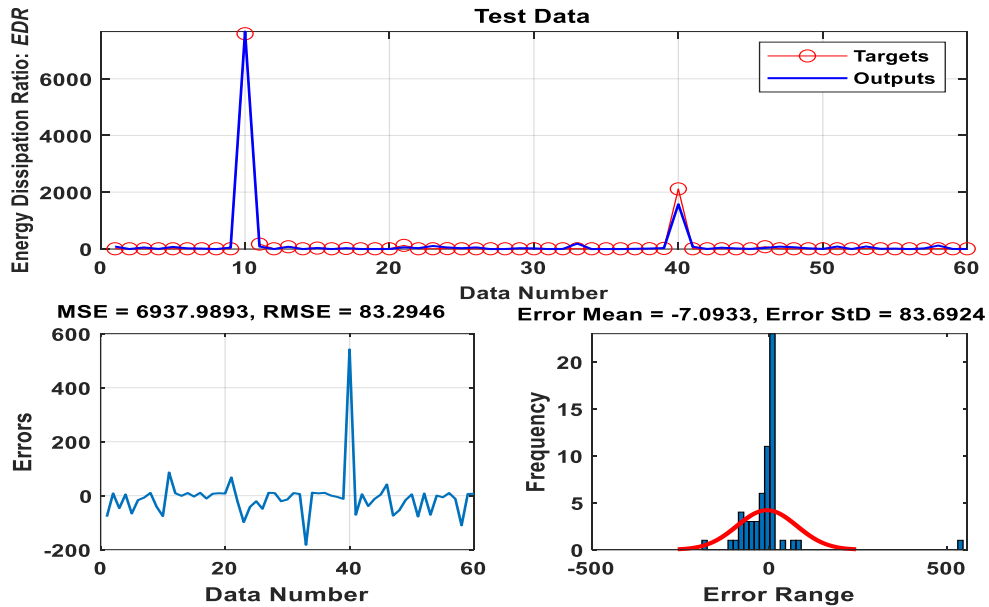 Test Data
Energy Dissipation Ratio: EDR
6000
4000
2000
0
Targets
Outputs
0 10 20 30 40 50 60
Data Number
MSE = 6937.9893, RMSE = 83.2946
Errors
600
400
200
0
-200
0 20 40 60
Data Number
Error Mean = -7.0933, Error StD = 83.6924
Frequency
20
15
10
5
0
-500 0 500
Error Range